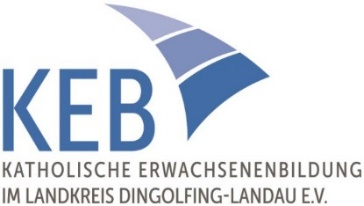 KEB
KATHOLISCHE ERWACHSENENBILDUNG
IM LANDKREIS DINGOLFING-LANDAU E.V.